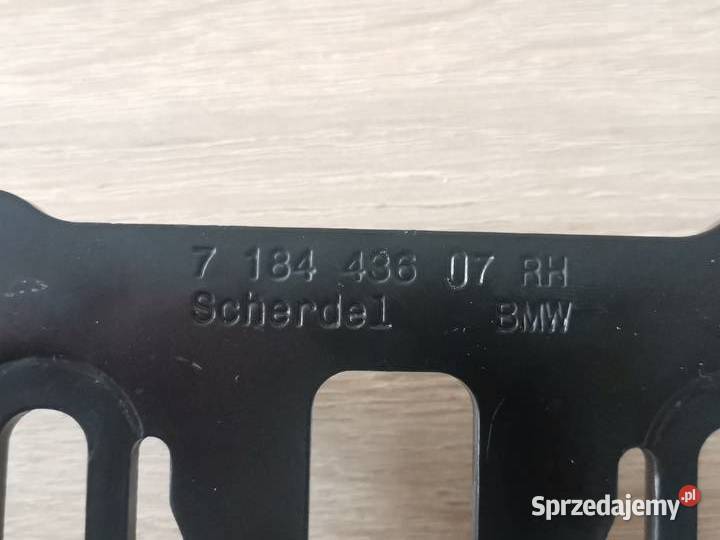 7 184 436 07 RH
Scherdel BMW
Sprzedajemy.pl